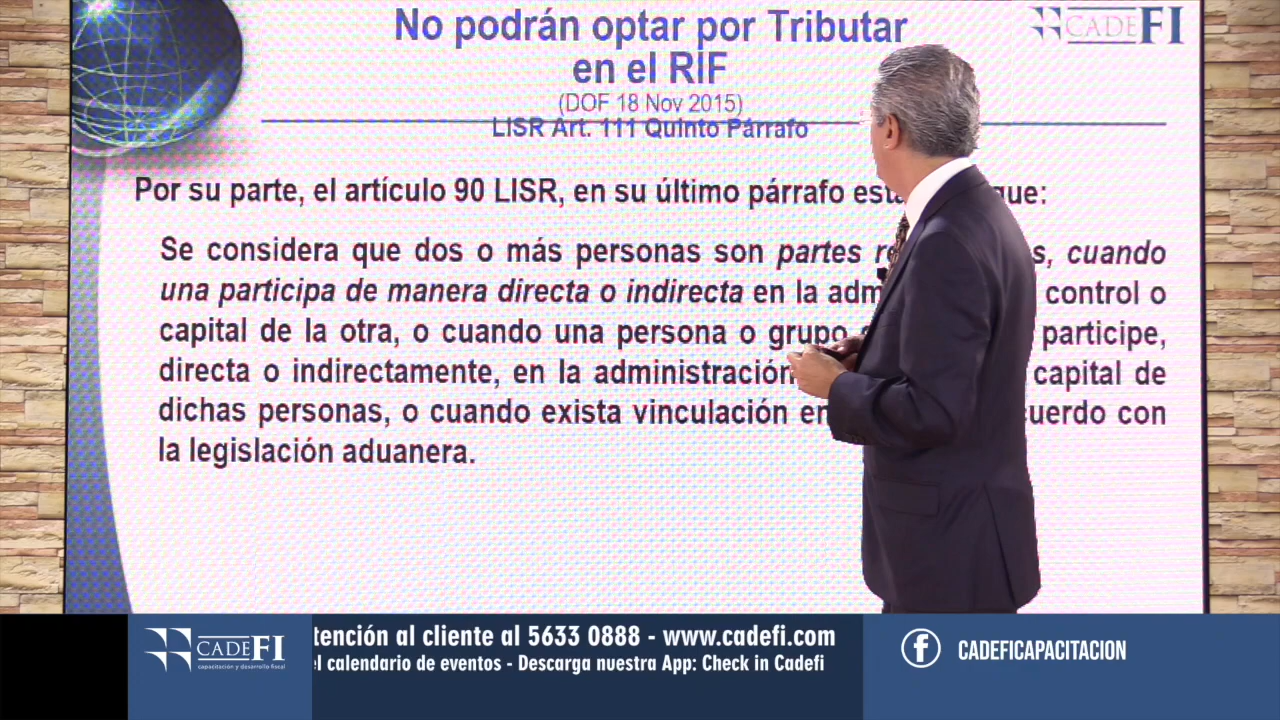 No podrán optar por Tributar
CADEFI
en el RIF
(DOF 18 Nov 2015)
LISR Art. 111 Quinto Párrafo
Por su parte, el artículo 90 LISR, en su último párrafo que:
Se considera que dos o más personas son partes cuando
una participa de manera directa o indirecta en la control o
capital de la otra, o cuando una persona o grupo participe,
directa o indirectamente, en la administración capital de
dichas personas, o cuando exista vinculación con
la legislación aduanera.
CADEFI
capacitación y desarrollo fiscal
tención al cliente al 5633 0888 - www.cadefi.com
el calendario de eventos - Descarga nuestra App: Check in Cadefi
f CADEFICAPACITACION